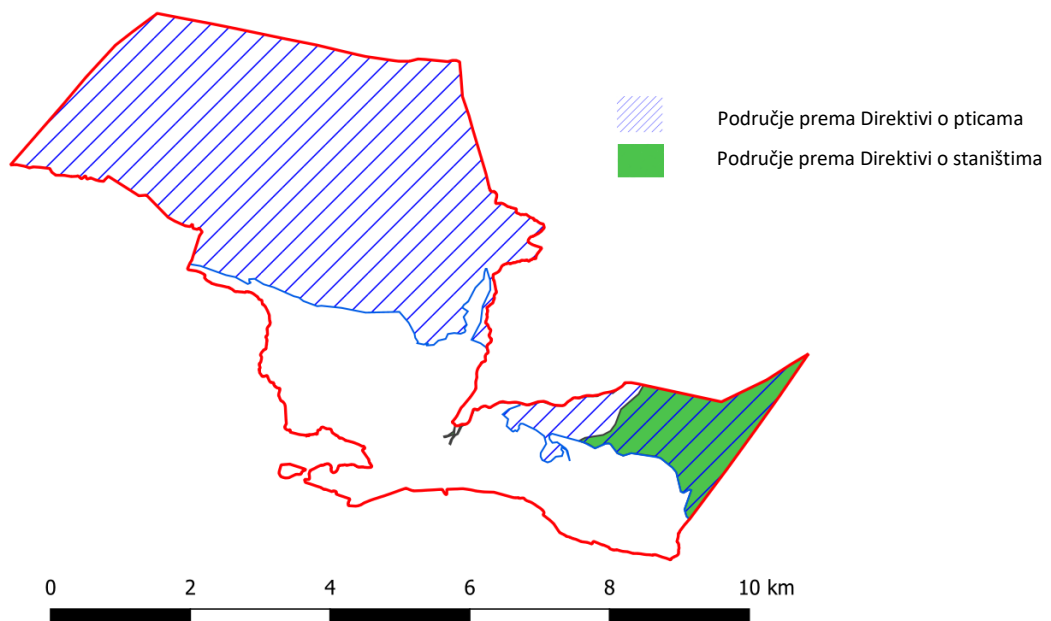 Područje prema Direktivi o pticama
Područje prema Direktivi o staništima
0 2 4 6 8 10 km